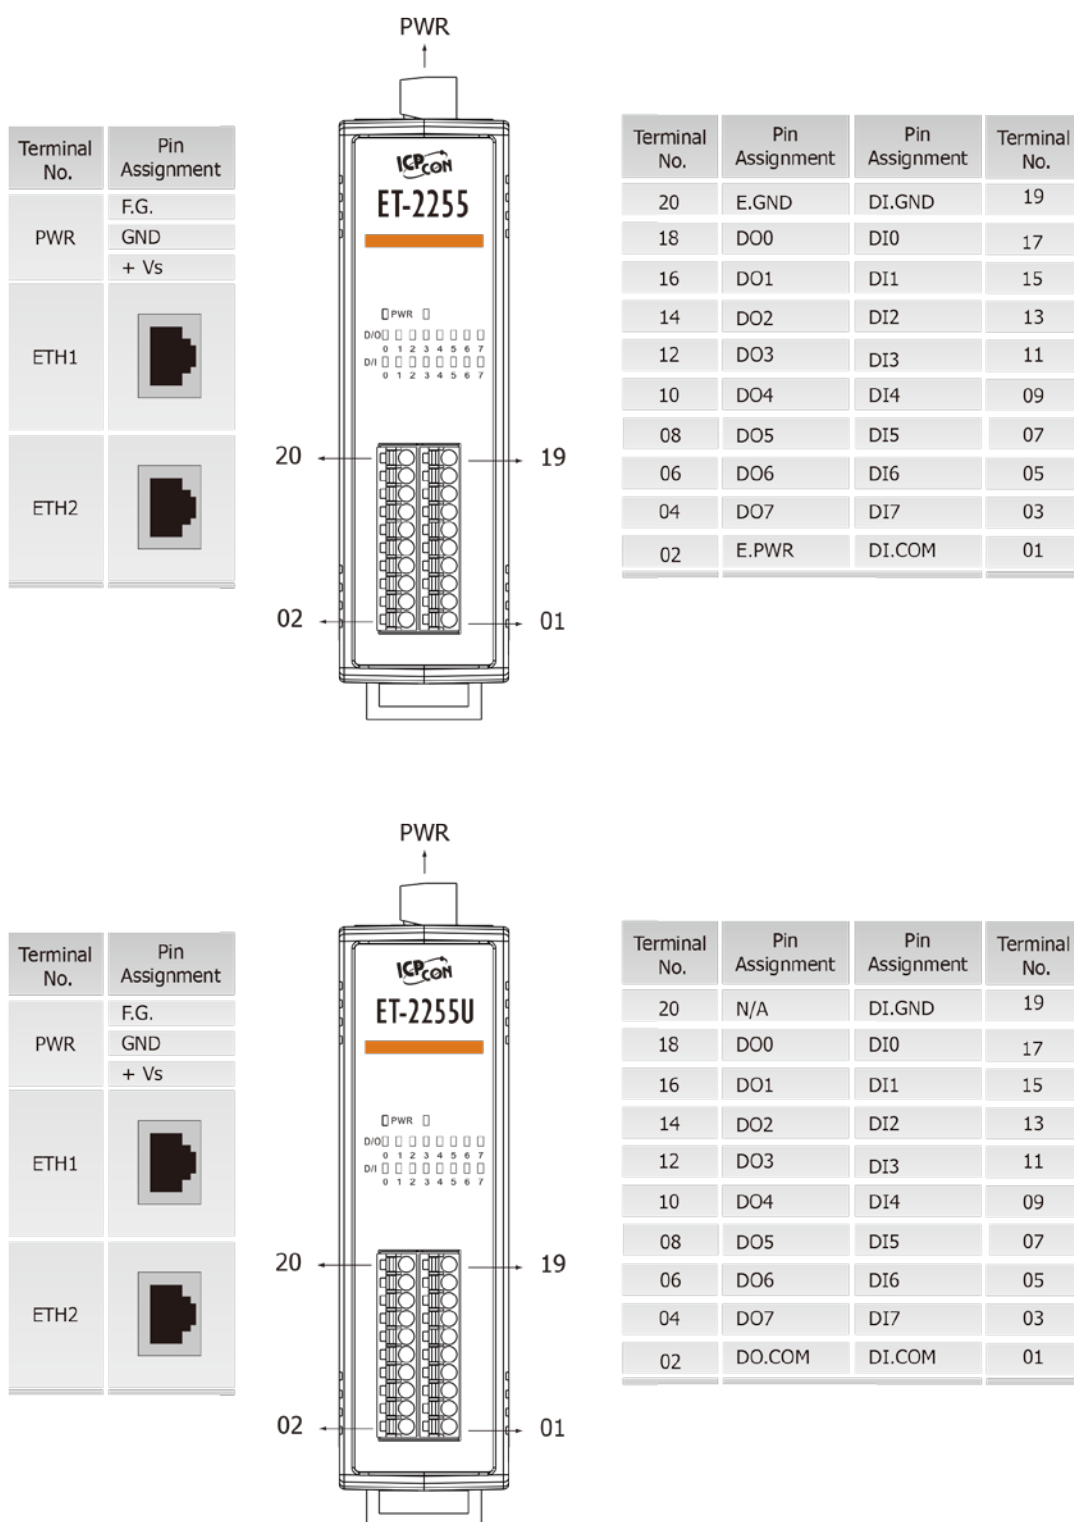 PWR
Terminal No. Pin Assignment
PWR F.G.
GND
+ Vs
ETH1
ETH2
ICP CON
ET-2255
PWR
D/O
0 1 2 3 4 5 6 7
D/I
0 1 2 3 4 5 6 7
20 19
02 01
Terminal No. Pin Assignment Pin Assignment Terminal No.
20 E.GND DI.GND 19
18 DO0 DI0 17
16 DO1 DI1 15
14 DO2 DI2 13
12 DO3 DI3 11
10 DO4 DI4 09
08 DO5 DI5 07
06 DO6 DI6 05
04 DO7 DI7 03
02 E.PWR DI.COM 01
PWR
Terminal No. Pin Assignment
PWR F.G.
GND
+ Vs
ETH1
ETH2
ICP CON
ET-2255U
PWR
D/O
0 1 2 3 4 5 6 7
D/I
0 1 2 3 4 5 6 7
20 19
02 01
Terminal No. Pin Assignment Pin Assignment Terminal No.
20 N/A DI.GND 19
18 DO0 DI0 17
16 DO1 DI1 15
14 DO2 DI2 13
12 DO3 DI3 11
10 DO4 DI4 09
08 DO5 DI5 07
06 DO6 DI6 05
04 DO7 DI7 03
02 DO.COM DI.COM 01